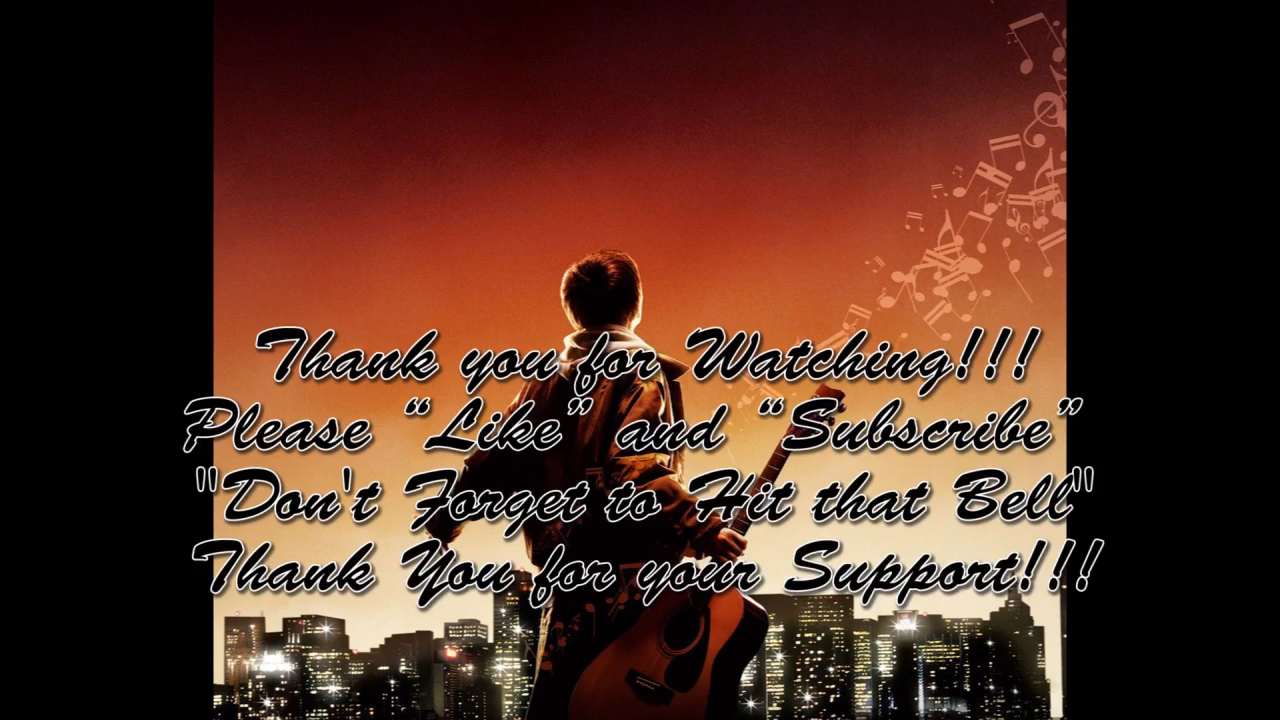 Thank you for Watching!!!
Please “Like” and “Subscribe”
"Don't Forget to Hit that Bell"
Thank You for your Support!!!